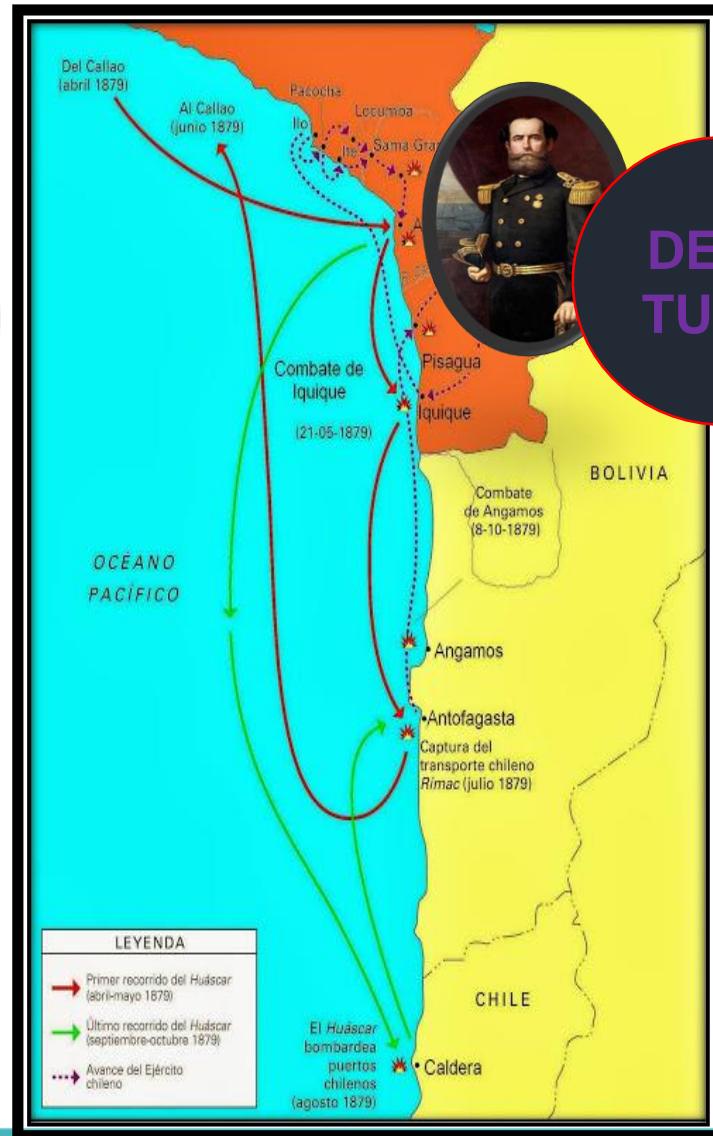 Del Callao
(abril 1879)
Al Callao
(junio 1879)
Pacocha
Locumoa
Ilo
Ite
Sama
DE
TU
Pisagua
Combate de
Iquique
(21-05-1879)
Iquique
BOLIVIA
Combate
de Angamos
(8-10-1879)
OCÉANO
PACÍFICO
Angamos
Antofagasta
Captura del
transporte chileno
Rímac (julio 1879)
LEYENDA
Primer recorrido del Huáscar
(abril-mayo 1879)
Último recorrido del Huáscar
(septiembre-octubre 1879)
Avance del Ejército
chileno
CHILE
El Huáscar
bombardea
puertos
chilenos
(agosto 1879)
Caldera